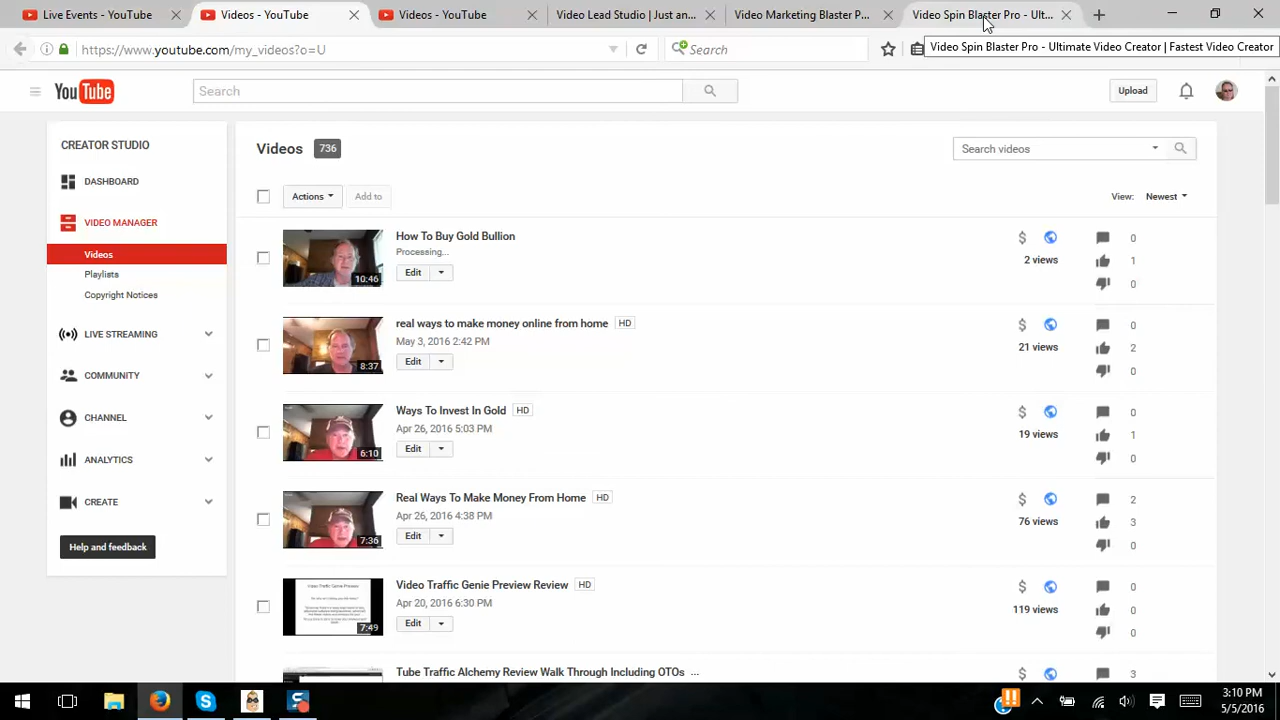 Live Events - YouTube
Videos - YouTube
Videos - YouTube
Video Lead Studio | Just an...
Video Marketing Blaster P...
Video Spin Blaster Pro - Ult...
https://www.youtube.com/my_videos?o=U
Search
Video Spin Blaster Pro - Ultimate Video Creator | Fastest Video Creator
YouTube
Search
Upload
CREATOR STUDIO
DASHBOARD
VIDEO MANAGER
Videos
Playlists
Copyright Notices
LIVE STREAMING
COMMUNITY
CHANNEL
ANALYTICS
CREATE
Help and feedback
Videos 736
Search videos
Actions
Add to
View: Newest
How To Buy Gold Bullion
Processing...
Edit
10:46
2 views
0
1
0
real ways to make money online from home HD
May 3, 2016 2:42 PM
Edit
8:37
21 views
0
2
0
Ways To Invest In Gold HD
Apr 26, 2016 5:03 PM
Edit
6:10
19 views
0
1
0
Real Ways To Make Money From Home HD
Apr 26, 2016 4:38 PM
Edit
7:36
76 views
2
3
0
Video Traffic Genie Preview Review HD
Apr 20, 2016 6:30 PM
Edit
Video Traffic Genie Preview
7:49
119 views
0
0
0
Tube Traffic Alchemy Review Walk Through Including OTOs ...
3
3:10 PM
5/5/2016